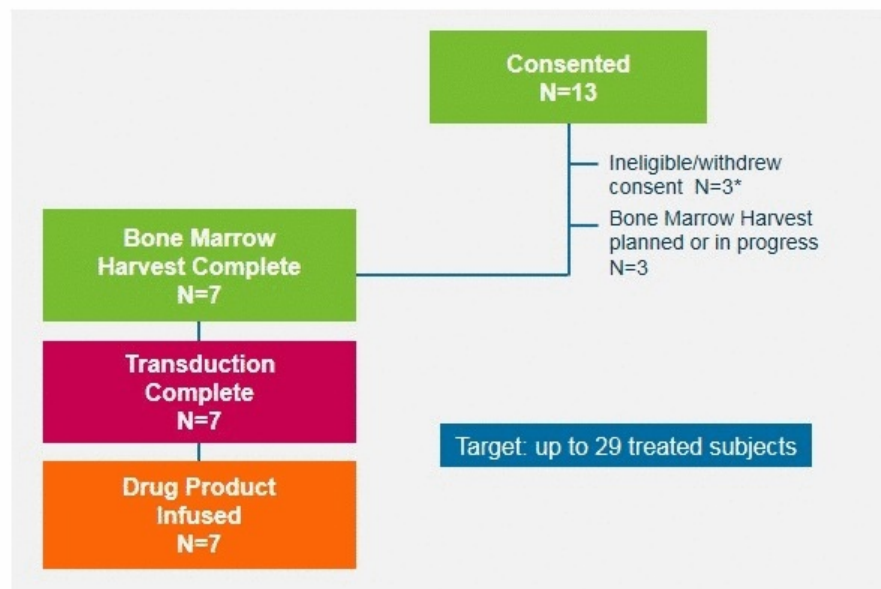 Consented
N=13
Ineligible/withdrew
consent N=3*
Bone Marrow Harvest
planned or in progress
N=3
Bone Marrow
Harvest Complete
N=7
Transduction
Complete
N=7
Drug Product
Infused
N=7
Target: up to 29 treated subjects